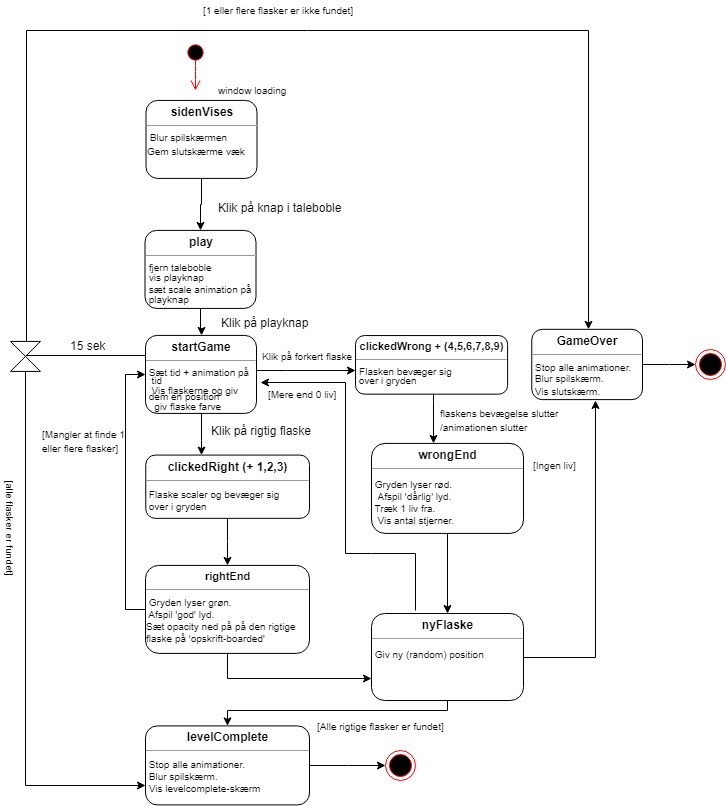 [1 eller flere flasker er ikke fundet]
window loading
sidenVises
Blur spilskærmen
Gem slutskærme væk
Klik på knap i taleboble
play
fjern taleboble
vis playknap
sæt scale animation på
playknap
Klik på playknap
15 sek
startGame
Sæt tid + animation på
tid
Vis flaskerne og giv
dem en position
giv flaske farve
Klik på forkert flaske
clickedWrong + (4,5,6,7,8,9)
Flasken bevæger sig
over i gryden
GameOver
Stop alle animationer.
Blur spilskærm.
Vis slutskærm.
[Mere end 0 liv]
flaskens bevægelse slutter
/animationen slutter
[Mangler at finde 1
eller flere flasker]
Klik på rigtig flaske
clickedRight (+ 1,2,3)
Flaske scaler og bevæger sig
over i gryden
wrongEnd
Gryden lyser rød.
Afspil 'dårlig' lyd.
Træk 1 liv fra.
Vis antal stjerner.
[Ingen liv]
[alle flasker er fundet]
rightEnd
Gryden lyser grøn.
Afspil 'god' lyd.
Sæt opacity ned på på den rigtige
flaske på 'opskrift-boarded'
nyFlaske
Giv ny (random) position
levelComplete
Stop alle animationer.
Blur spilskærm.
Vis levelcomplete-skærm
[Alle rigtige flasker er fundet]